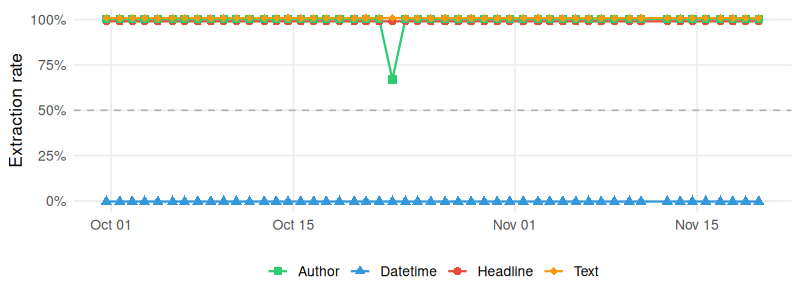 Extraction rate
100%
75%
50%
25%
0%
Oct 01 Oct 15 Nov 01 Nov 15
Author Datetime Headline Text